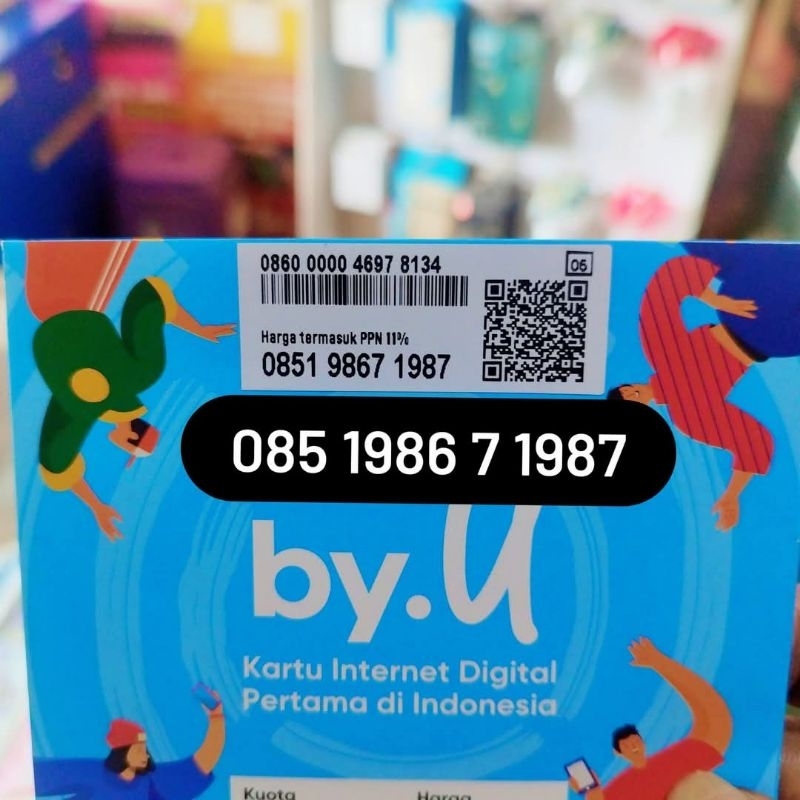 0860 0000 4697 8134
06
Harga termasuk PPN 11%
0851 9867 1987
085 1986 7 1987
by.U
Kartu Internet Digital
Pertama di Indonesia
Kuota Harga